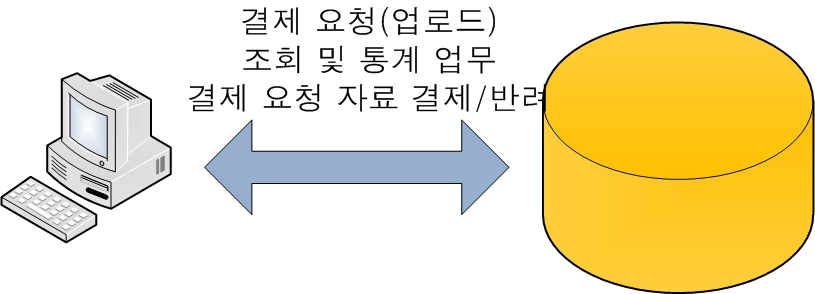 결제 요청(업로드)
조회 및 통계 업무
결제 요청 자료 결제/반려